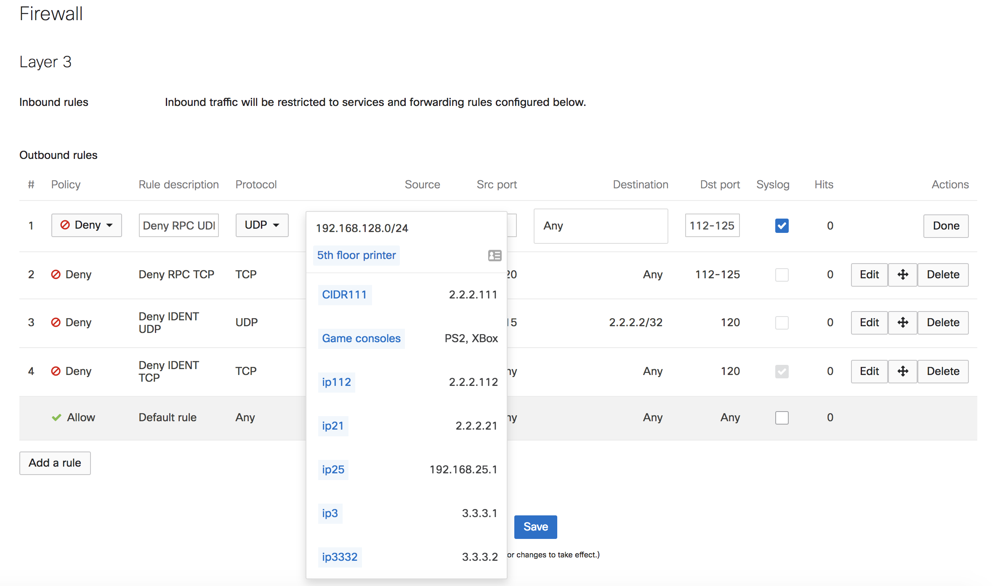 Firewall
Layer 3
Inbound rules Inbound traffic will be restricted to services and forwarding rules configured below.
Outbound rules
# Policy Rule description Protocol Source Src port Destination Dst port Syslog Hits Actions
1 Deny Deny RPC UDP UDP 192.168.128.0/24 Any 112-125 0 Done
5th floor printer
2 Deny Deny RPC TCP TCP 20 Any 112-125 0 Edit Delete
CIDR111 2.2.2.111
3 Deny Deny IDENT UDP 15 2.2.2.2/32 120 0 Edit Delete
UDP
Game consoles PS2, XBox
4 Deny Deny IDENT TCP Any 120 0 Edit Delete
TCP
ip112 2.2.2.112
Allow Default rule Any Any Any 0
ip21 2.2.2.21
Add a rule
ip25 192.168.25.1
ip3 3.3.3.1
Save
or changes to take effect.)
ip3332 3.3.3.2